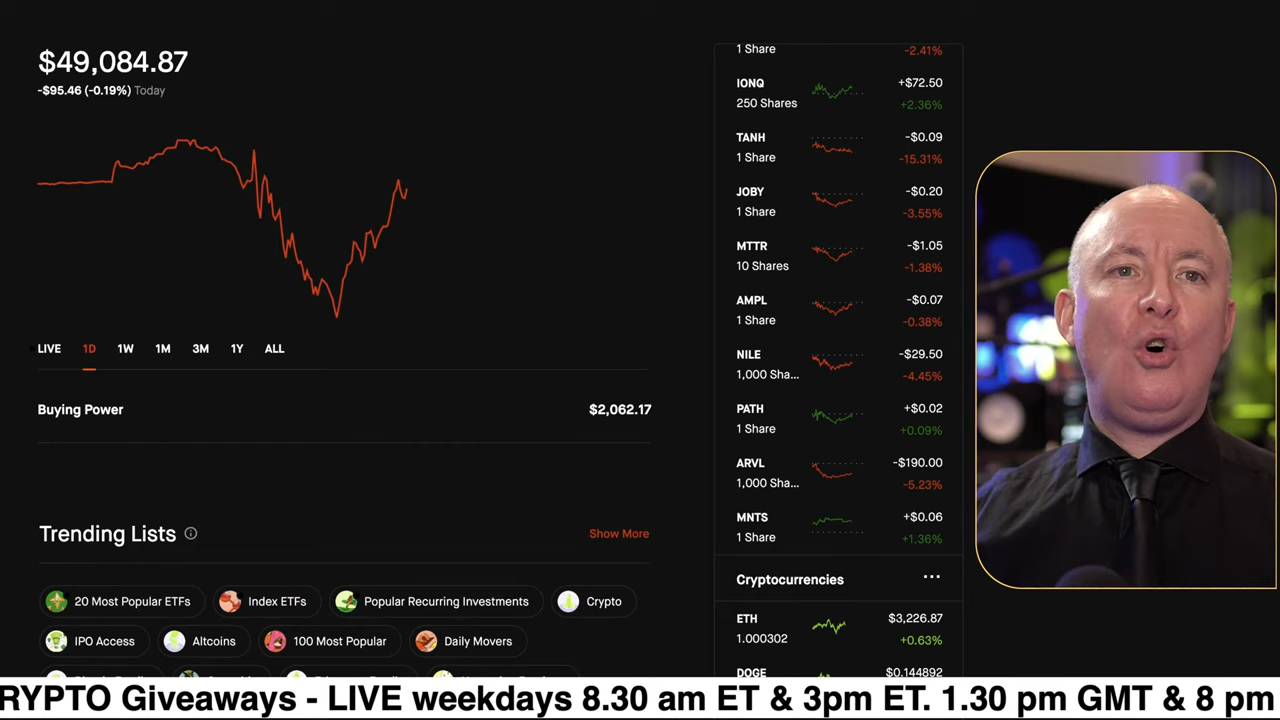 $49,084.87
-$95.46 (-0.19%) Today
LIVE 1D 1W 1M 3M 1Y ALL
Buying Power $2,062.17
Trending Lists Show More
20 Most Popular ETFs Index ETFs Popular Recurring Investments Crypto
IPO Access Altcoins 100 Most Popular Daily Movers
1 Share -2.41%
IONQ +$72.50
250 Shares +2.36%
TANH -$0.09
1 Share -15.31%
JOBY -$0.20
1 Share -3.55%
MTTR -$1.05
10 Shares -1.38%
AMPL -$0.07
1 Share -0.38%
NILE -$29.50
1,000 Sha... -4.45%
PATH +$0.02
1 Share +0.09%
ARVL -$190.00
1,000 Sha... -5.23%
MNTS +$0.06
1 Share +1.36%
Cryptocurrencies ...
ETH $3,226.87
1.000302 +0.63%
DOGE $0.144892
RYPTO Giveaways - LIVE weekdays 8.30 am ET & 3pm ET. 1.30 pm GMT & 8 pm